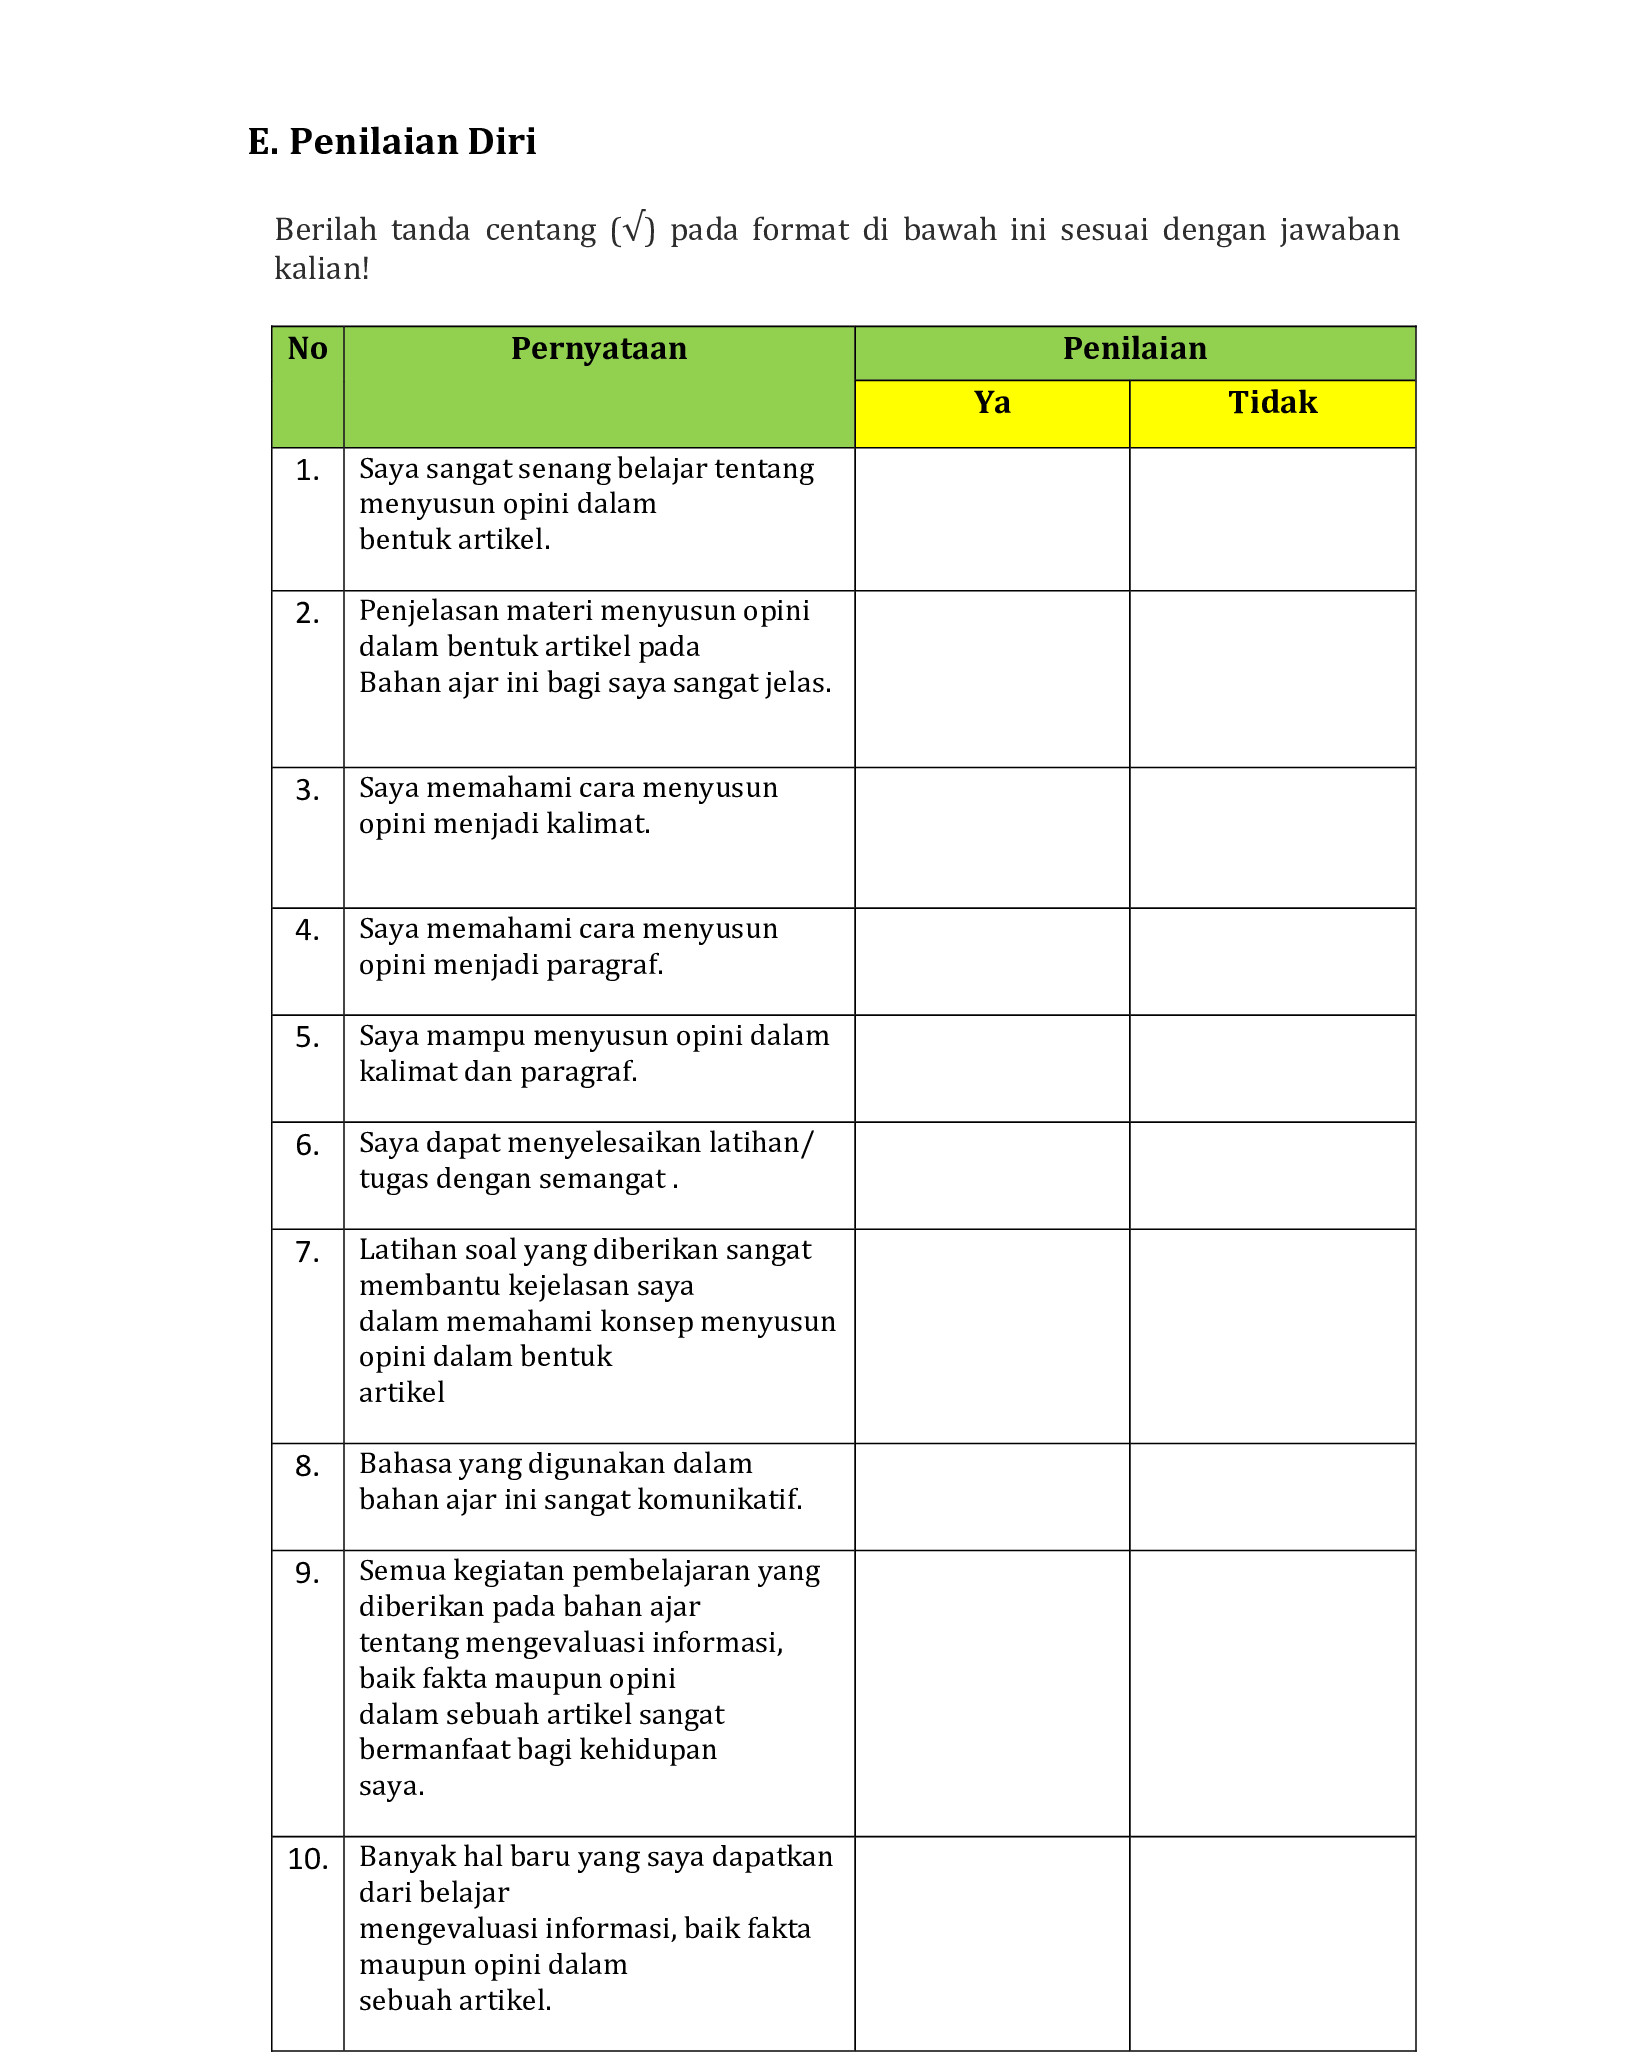 E. Penilaian Diri
Berilah tanda centang (√) pada format di bawah ini sesuai dengan jawaban
kalian!
No Pernyataan Penilaian
Ya Tidak
1. Saya sangat senang belajar tentang
menyusun opini dalam
bentuk artikel.
2. Penjelasan materi menyusun opini
dalam bentuk artikel pada
Bahan ajar ini bagi saya sangat jelas.
3. Saya memahami cara menyusun
opini menjadi kalimat.
4. Saya memahami cara menyusun
opini menjadi paragraf.
5. Saya mampu menyusun opini dalam
kalimat dan paragraf.
6. Saya dapat menyelesaikan latihan/
tugas dengan semangat .
7. Latihan soal yang diberikan sangat
membantu kejelasan saya
dalam memahami konsep menyusun
opini dalam bentuk
artikel
8. Bahasa yang digunakan dalam
bahan ajar ini sangat komunikatif.
9. Semua kegiatan pembelajaran yang
diberikan pada bahan ajar
tentang mengevaluasi informasi,
baik fakta maupun opini
dalam sebuah artikel sangat
bermanfaat bagi kehidupan
saya.
10. Banyak hal baru yang saya dapatkan
dari belajar
mengevaluasi informasi, baik fakta
maupun opini dalam
sebuah artikel.